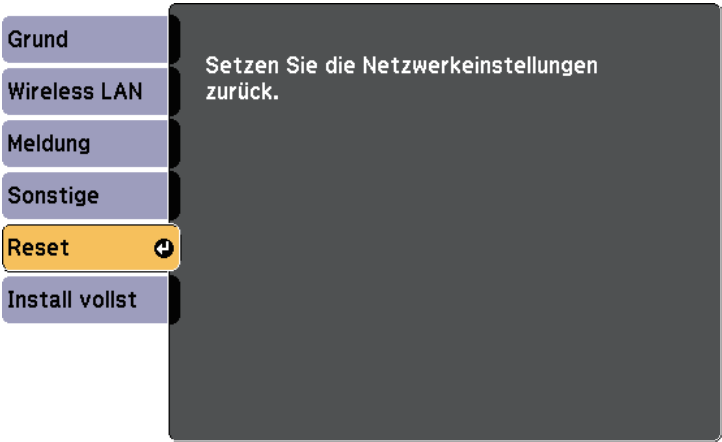 Grund
Wireless LAN
Meldung
Sonstige
Reset
Install vollst
Setzen Sie die Netzwerkeinstellungen
zurück.